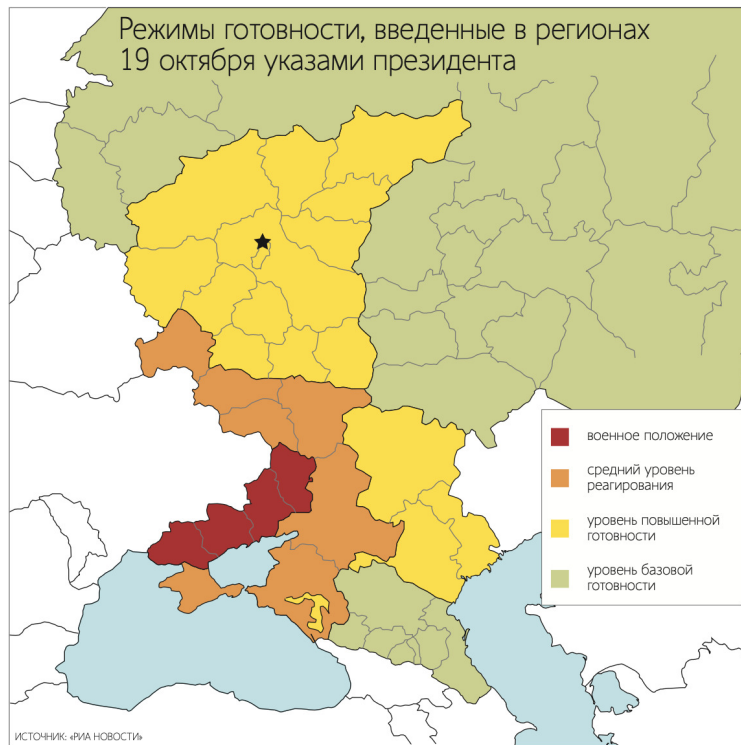 Режимы готовности, введенные в регионах
19 октября указами президента
военное положение
средний уровень
реагирования
уровень повышенной
готовности
уровень базовой
готовности
ИСТОЧНИК: «РИА НОВОСТИ»